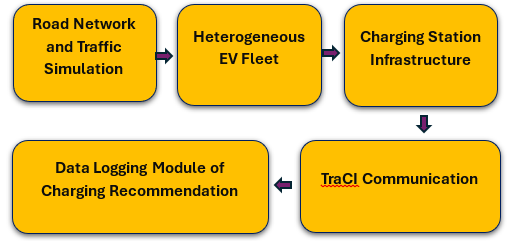 Road Network
and Traffic
Simulation
Heterogeneous
EV Fleet
Charging Station
Infrastructure
TraCI Communication
Data Logging Module of
Charging Recommendation